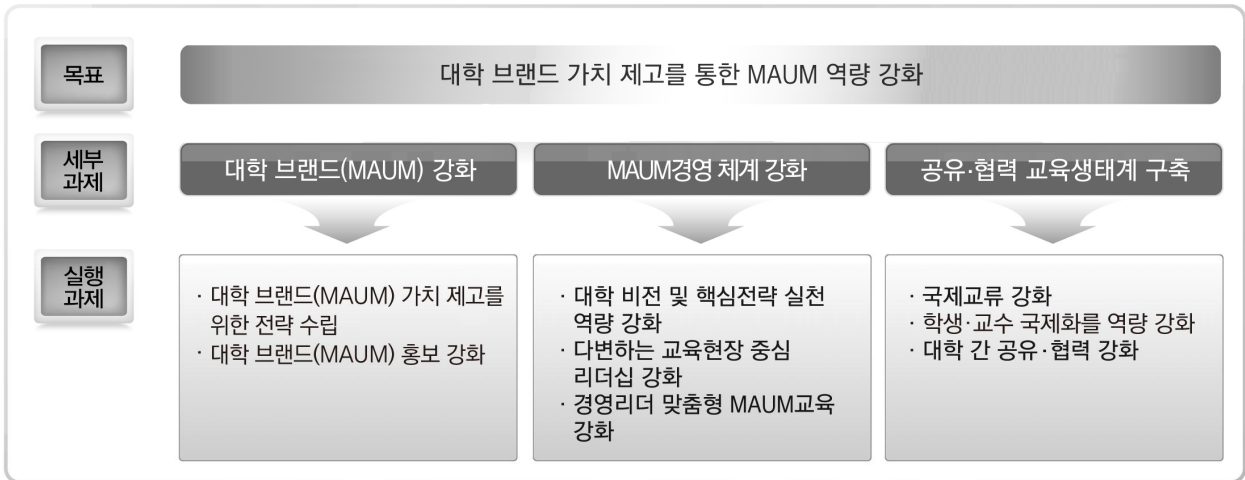 목표
대학 브랜드 가치 제고를 통한 MAUM 역량 강화
세부
과제
대학 브랜드(MAUM) 강화
MAUM경영 체계 강화
공유·협력 교육생태계 구축
실행
과제
· 대학 브랜드(MAUM) 가치 제고를
위한 전략 수립
· 대학 브랜드(MAUM) 홍보 강화
· 대학 비전 및 핵심전략 실천
역량 강화
· 다변하는 교육현장 중심
리더십 강화
· 경영리더 맞춤형 MAUM교육
강화
· 국제교류 강화
· 학생·교수 국제화를 역량 강화
· 대학 간 공유·협력 강화